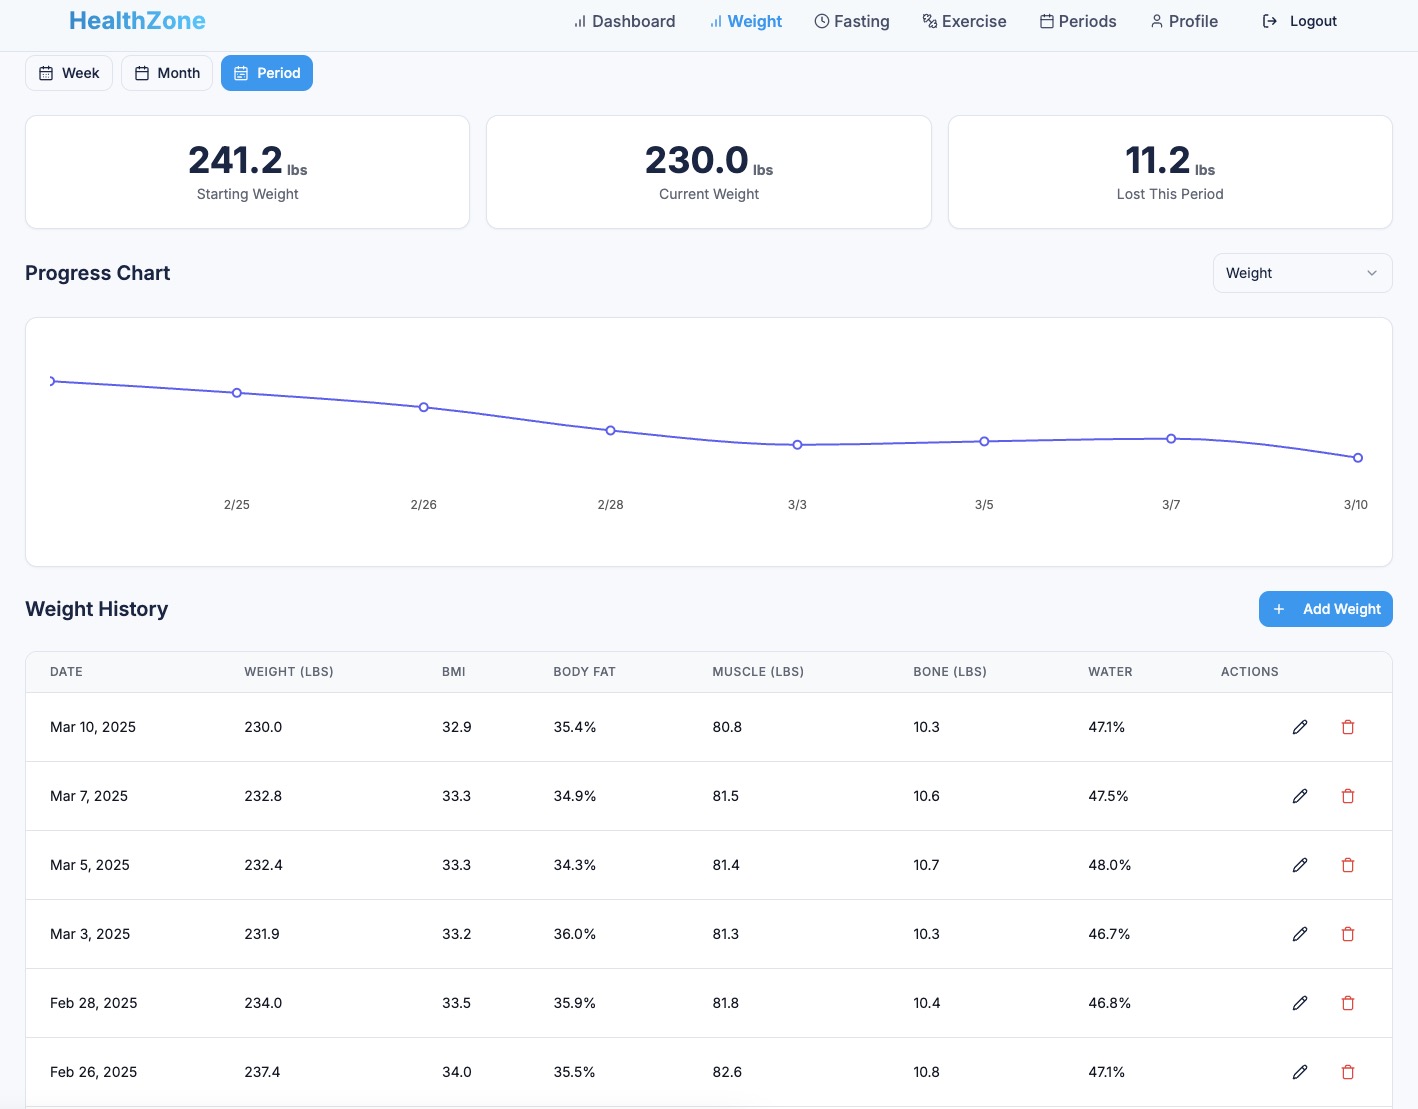 HealthZone Dashboard Weight Fasting Exercise Periods Profile Logout
Week Month Period
241.2 lbs 230.0 lbs 11.2 lbs
Starting Weight Current Weight Lost This Period
Progress Chart Weight
2/25 2/26 2/28 3/3 3/5 3/7 3/10
Weight History + Add Weight
DATE WEIGHT (LBS) BMI BODY FAT MUSCLE (LBS) BONE (LBS) WATER ACTIONS
Mar 10, 2025 230.0 32.9 35.4% 80.8 10.3 47.1%
Mar 7, 2025 232.8 33.3 34.9% 81.5 10.6 47.5%
Mar 5, 2025 232.4 33.3 34.3% 81.4 10.7 48.0%
Mar 3, 2025 231.9 33.2 36.0% 81.3 10.3 46.7%
Feb 28, 2025 234.0 33.5 35.9% 81.8 10.4 46.8%
Feb 26, 2025 237.4 34.0 35.5% 82.6 10.8 47.1%